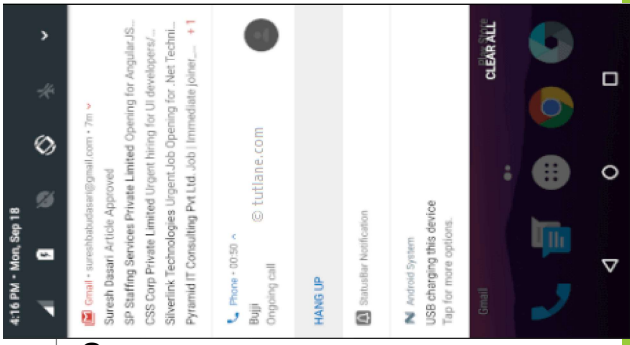 4:16 PM • Mon, Sep 18
Gmail • sureshbabudasari@gmail.com • 7m
Suresh Dasari Article Approved
SP Staffing Services Private Limited Opening for AngularJS...
CSS Corp Private Limited Urgent hiring for UI developers/...
Silverlink Technologies UrgentJob Opening for .Net Techni...
Pyramid IT Consulting Pvt.Ltd. Job | Immediate joiner,... +1
Phone • 00:50
Bujji
Ongoing call
© tutlane.com
HANG UP
StatusBar Notification
Android System
USB charging this device
Tap for more options.
Gmail
Play Store
CLEAR ALL